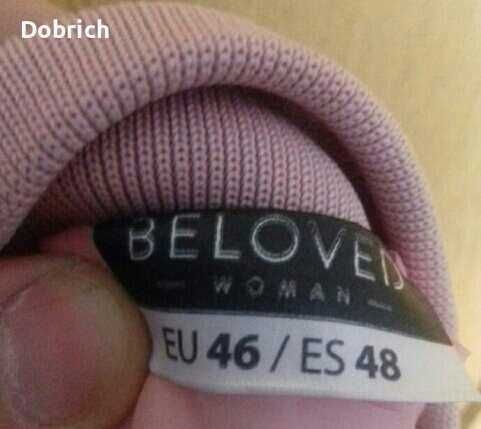 Dobrich
BELOVED
WOMAN
EU 46 / ES 48